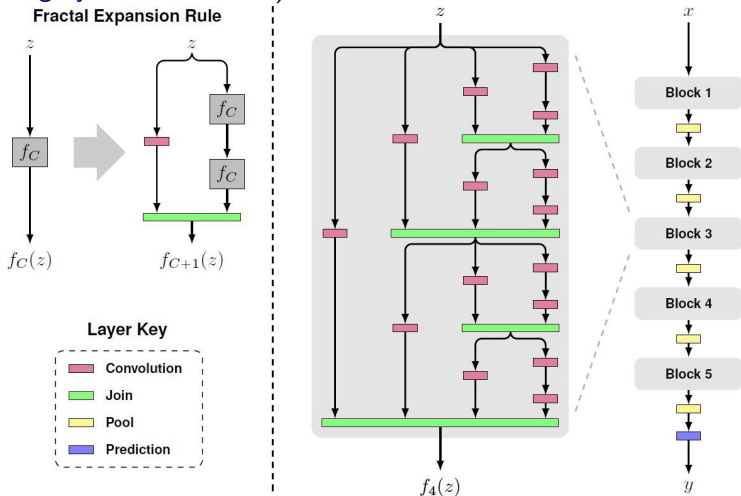 Fractal Expansion Rule
z
f_C
f_C(z)
z
f_C
f_C
f_{C+1}(z)
Layer Key
Convolution
Join
Pool
Prediction
z
f_4(z)
x
Block 1
Block 2
Block 3
Block 4
Block 5
y